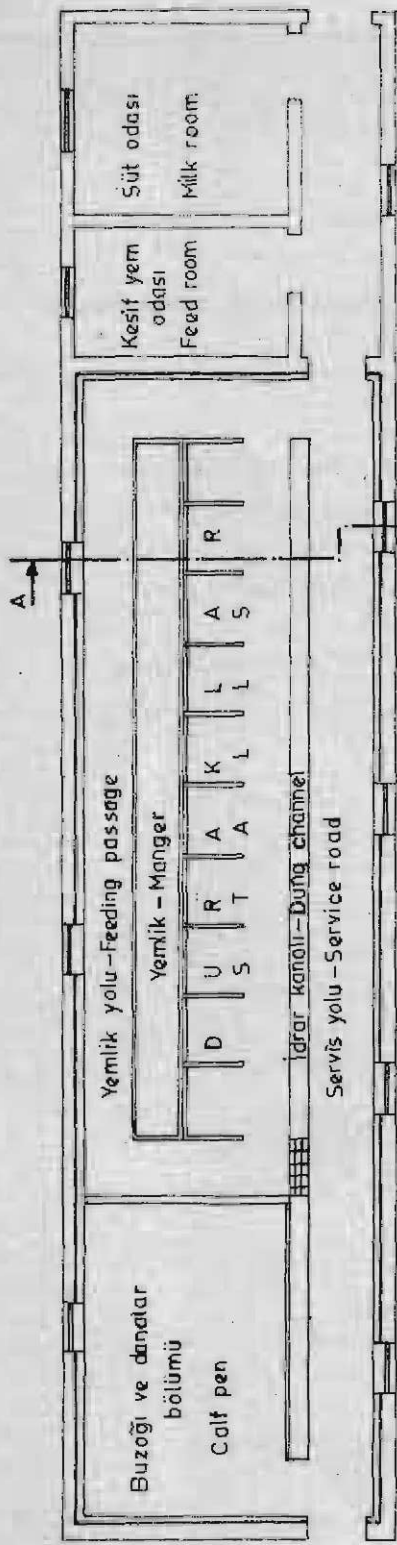 A
Süt odası
Milk room
Kesif yem
odası
Feed room
Yemlik yolu-Feeding passage
Yemlik-Manger
D U R A K L A R
S T A L L S
İdrar kanalı-Dung channel
Servis yolu-Service road
Buzağı ve danalar
bölümü
Calf pen